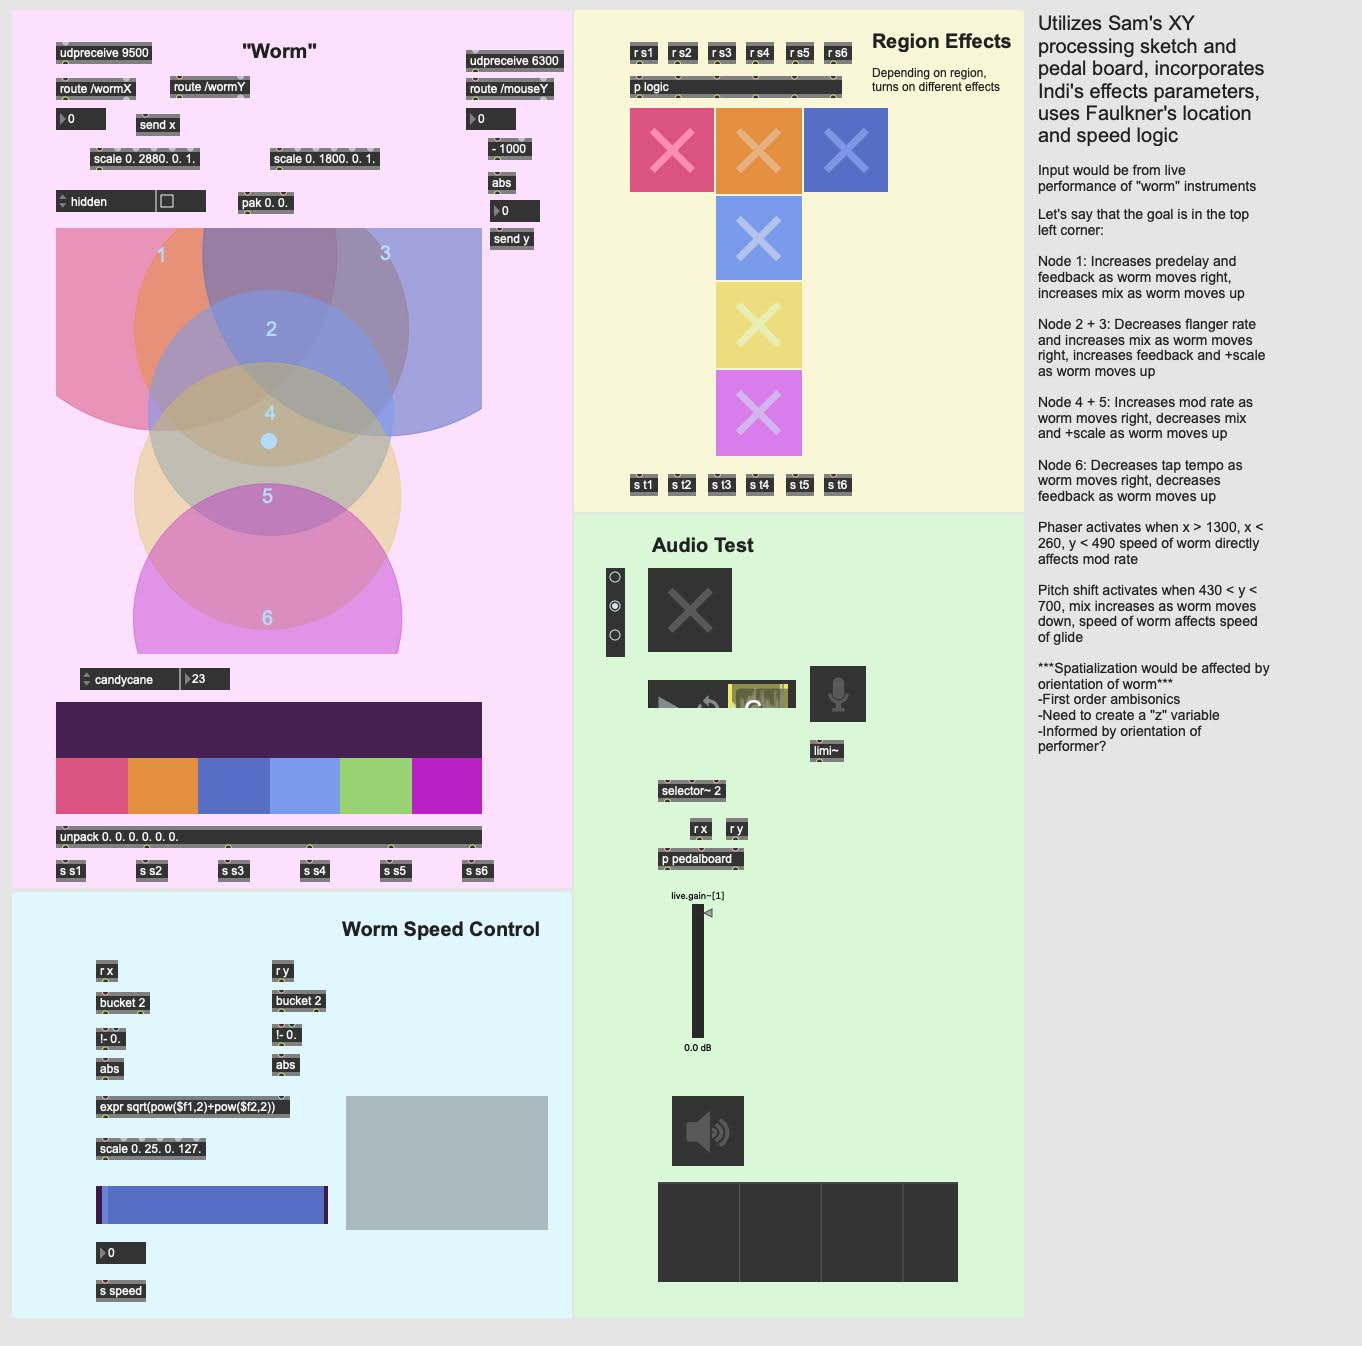 "Worm"
udpreceive 9500
udpreceive 6300
route /wormX
route /wormY
route /mouseY
0
send x
0
- 1000
scale 0. 2880. 0. 1.
scale 0. 1800. 0. 1.
abs
hidden
pak 0. 0.
0
send y
1
3
2
4
5
6
candycane
23
unpack 0. 0. 0. 0. 0. 0.
s s1
s s2
s s3
s s4
s s5
s s6
Worm Speed Control
r x
r y
bucket 2
bucket 2
!- 0.
!- 0.
abs
abs
expr sqrt(pow($f1,2)+pow($f2,2))
scale 0. 25. 0. 127.
0
s speed
Region Effects
r s1
r s2
r s3
r s4
r s5
r s6
Depending on region,
turns on different effects
p logic
s t1
s t2
s t3
s t4
s t5
s t6
Audio Test
limi~
selector~ 2
r x
r y
p pedalboard
live.gain~[1]
0.0 dB
Utilizes Sam's XY
processing sketch and
pedal board, incorporates
Indi's effects parameters,
uses Faulkner's location
and speed logic
Input would be from live
performance of "worm" instruments
Let's say that the goal is in the top
left corner:
Node 1: Increases predelay and
feedback as worm moves right,
increases mix as worm moves up
Node 2 + 3: Decreases flanger rate
and increases mix as worm moves
right, increases feedback and +scale
as worm moves up
Node 4 + 5: Increases mod rate as
worm moves right, decreases mix
and +scale as worm moves up
Node 6: Decreases tap tempo as
worm moves right, decreases
feedback as worm moves up
Phaser activates when x > 1300, x <
260, y < 490 speed of worm directly
affects mod rate
Pitch shift activates when 430 < y <
700, mix increases as worm moves
down, speed of worm affects speed
of glide
***Spatialization would be affected by
orientation of worm***
-First order ambisonics
-Need to create a "z" variable
-Informed by orientation of
performer?